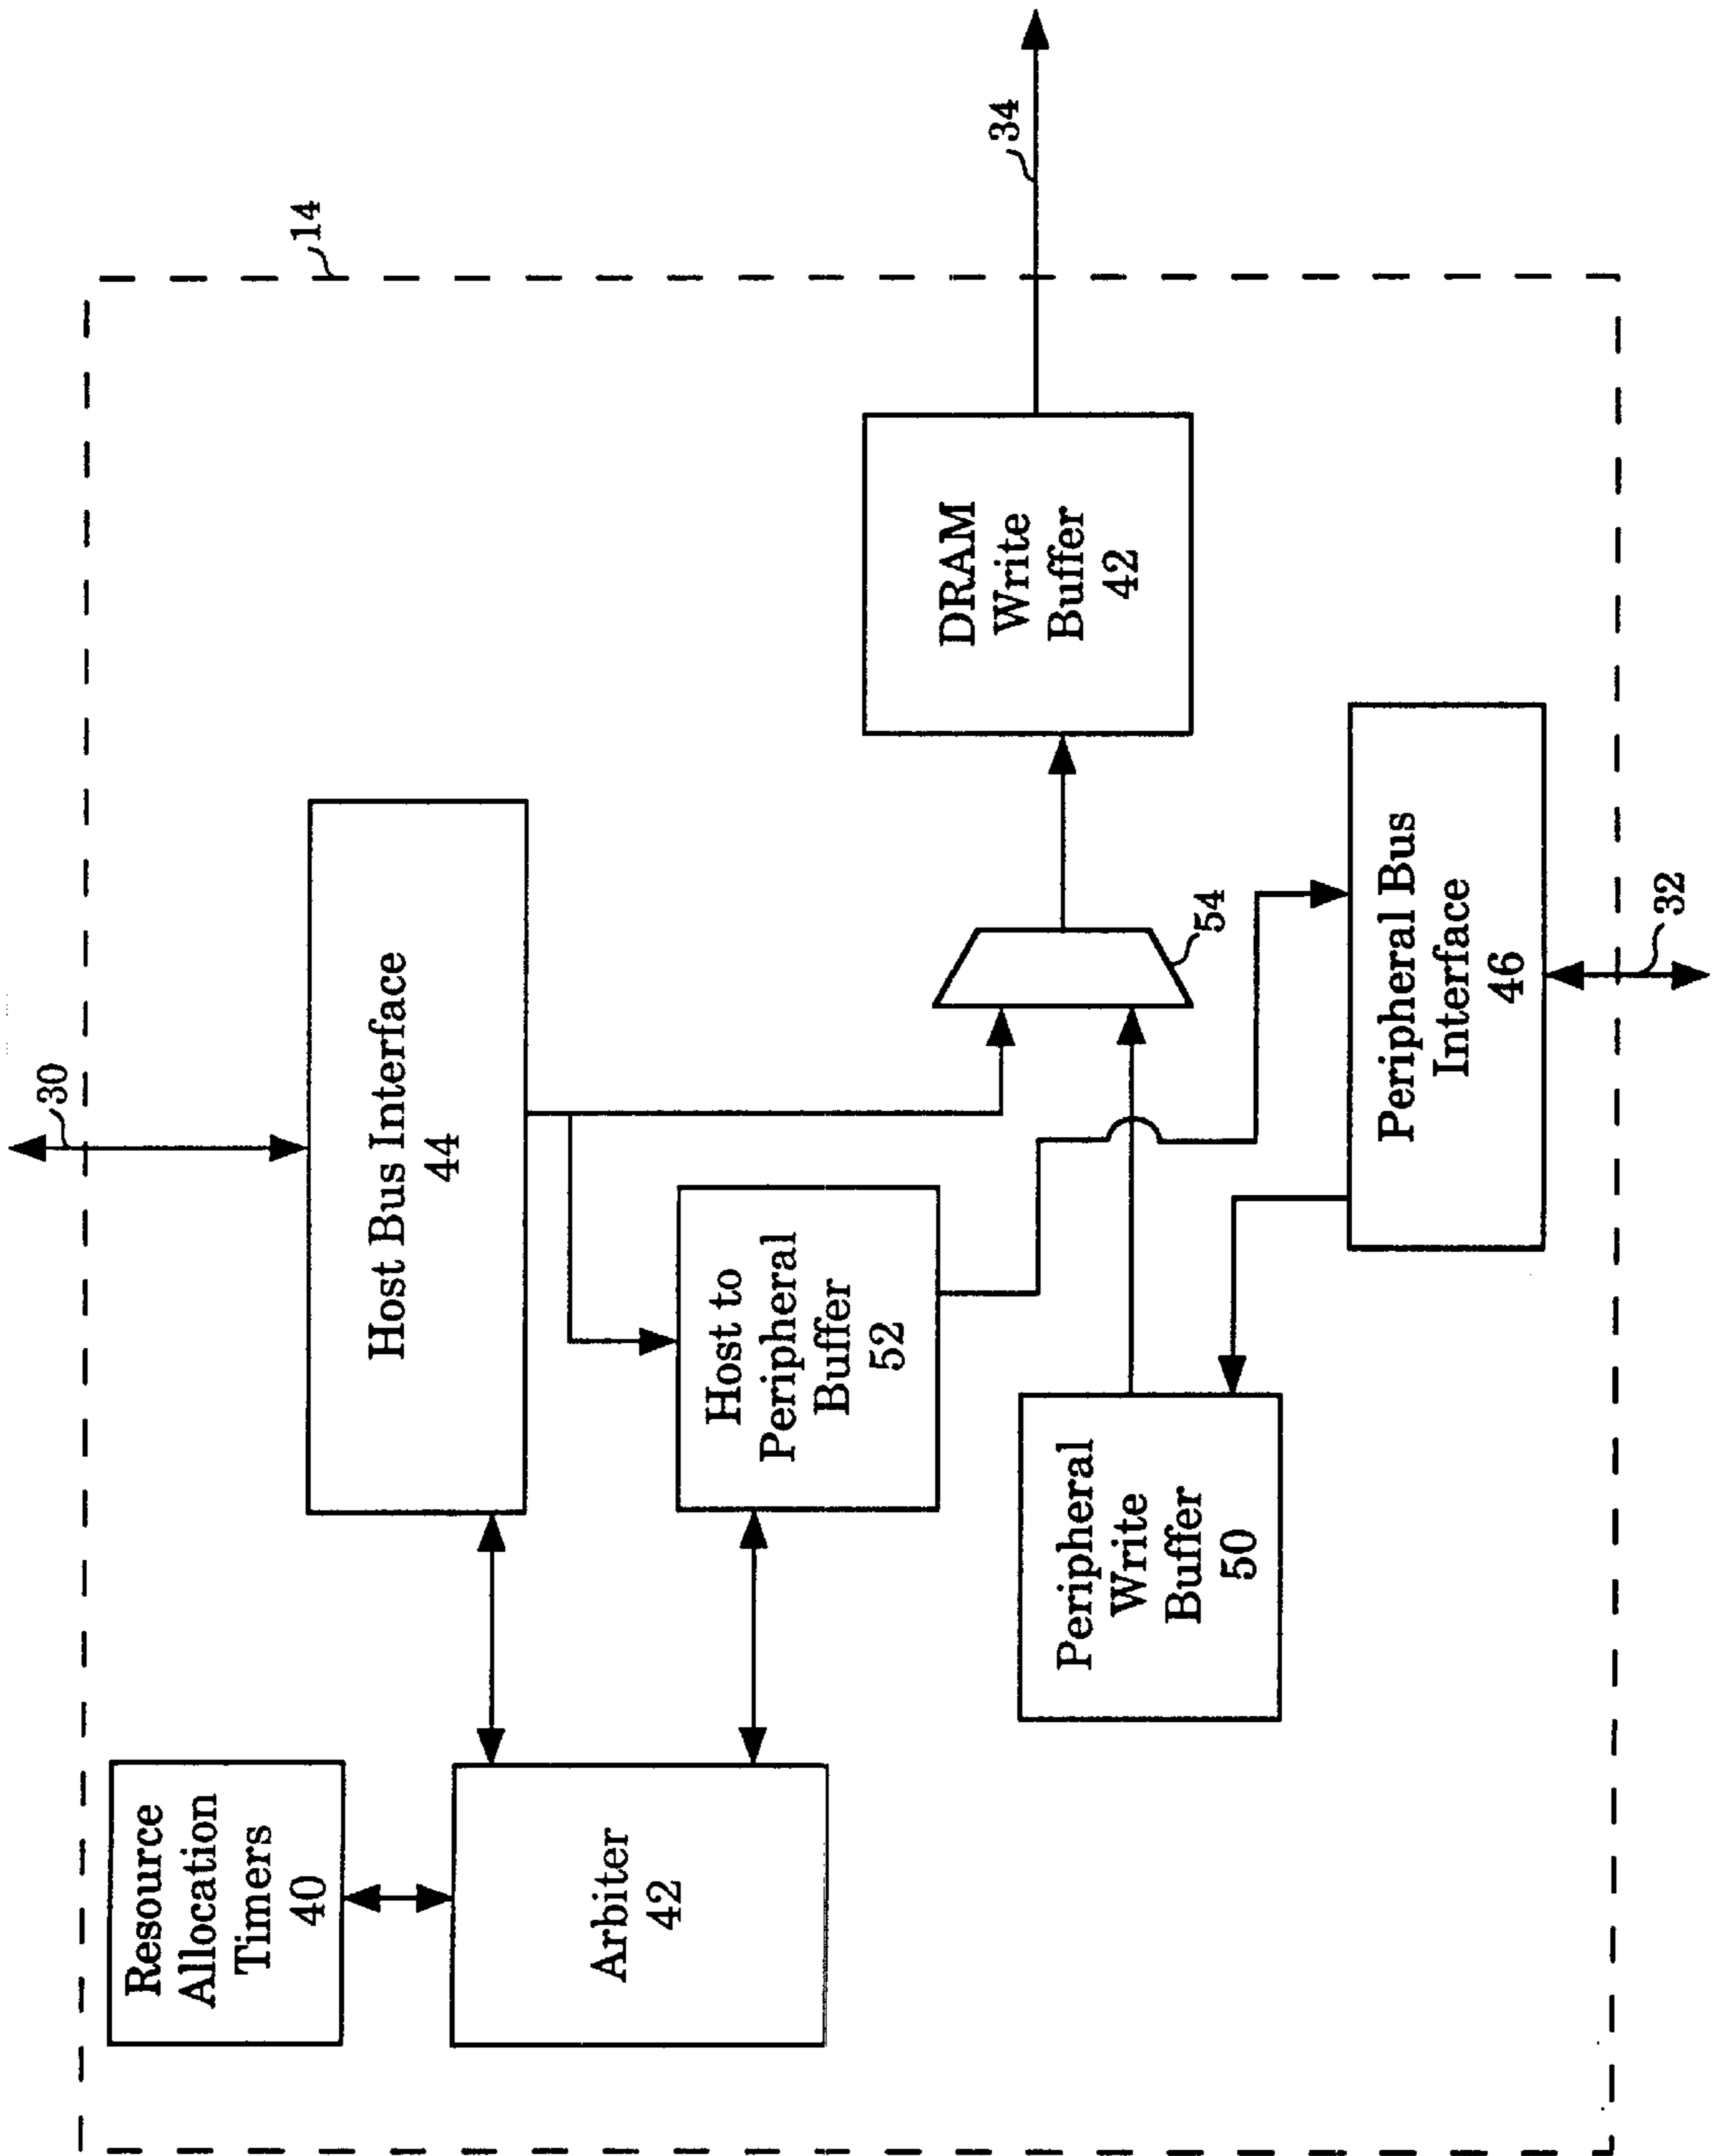 30
14
Resource
Allocation
Timers
40
Host Bus Interface
44
Arbiter
42
Host to
Peripheral
Buffer
52
DRAM
Write
Buffer
42
34
54
Peripheral
Write
Buffer
50
Peripheral Bus
Interface
46
32